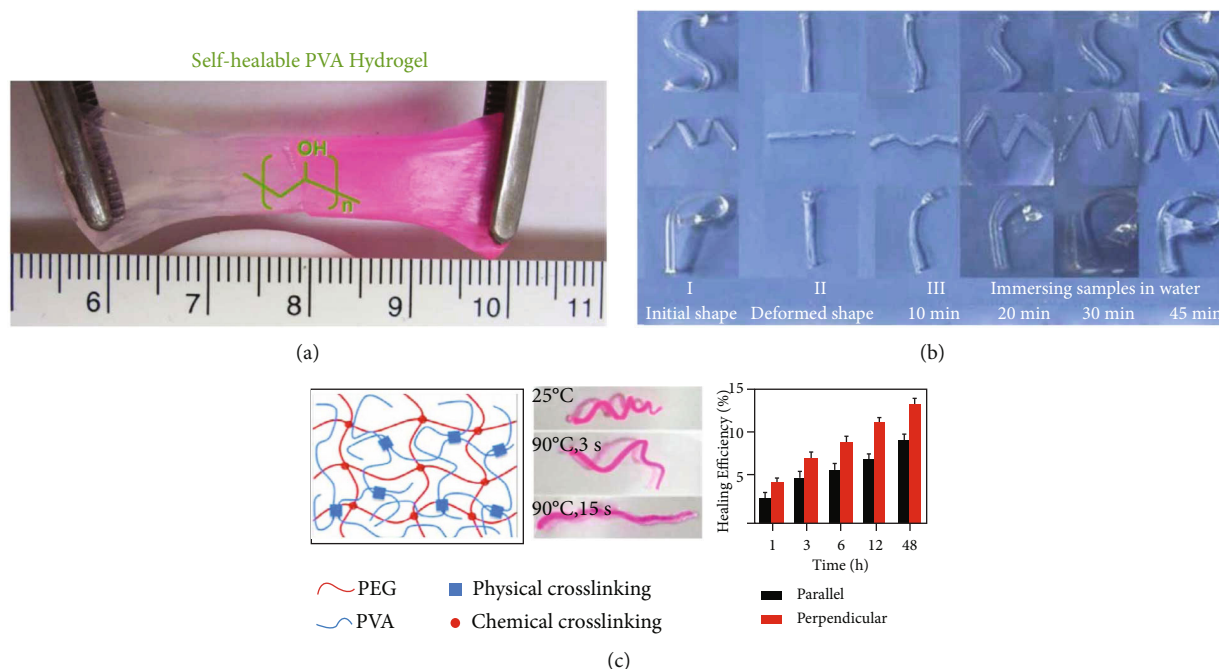 Self-healable PVA Hydrogel
OH
n
6 7 8 9 10 11
(a)
I II III Immersing samples in water
Initial shape Deformed shape 10 min 20 min 30 min 45 min
(b)
25°C
90°C,3 s
90°C,15 s
Healing Efficiency (%)
15
10
5
1 3 6 12 48
Time (h)
PEG Physical crosslinking
PVA Chemical crosslinking
Parallel
Perpendicular
(c)